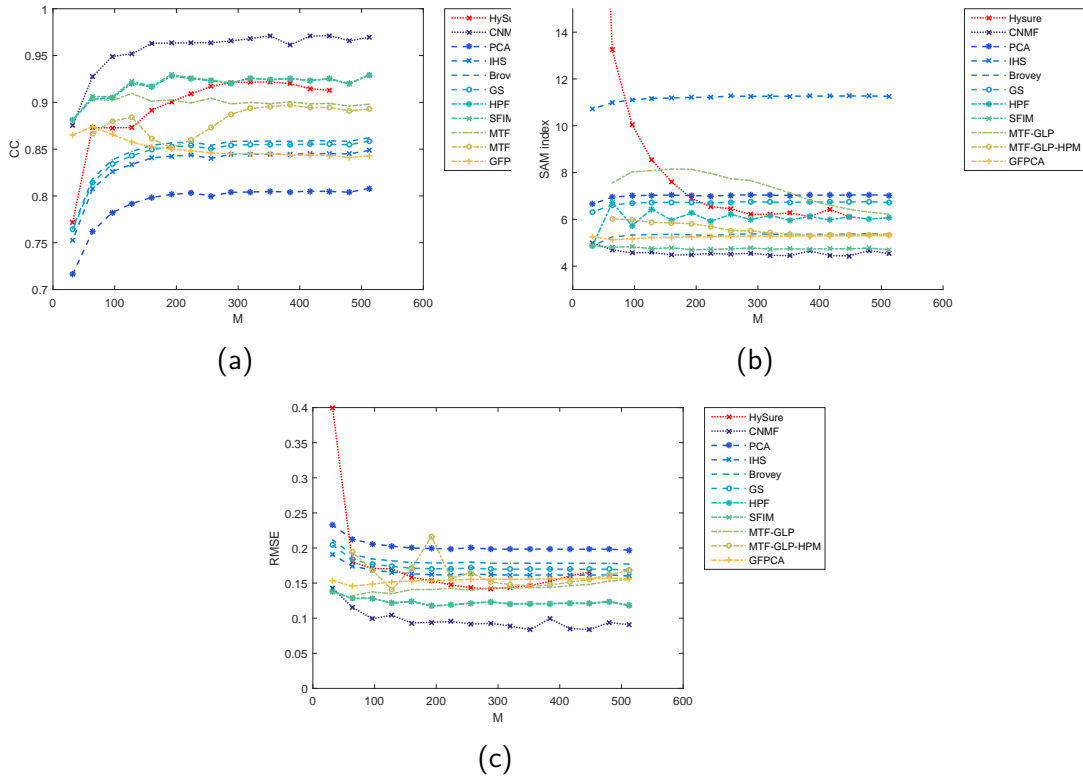 1
0.95
0.9
0.85
0.8
0.75
0.7
CC
0 100 200 300 400 500 600
M
HySure
CNMF
PCA
IHS
Brovey
GS
HPF
SFIM
MTF-
MTF-
GFPC
(a)
14
12
10
8
6
4
SAM index
0 100 200 300 400 500 600
M
Hysure
CNMF
PCA
IHS
Brovey
GS
HPF
SFIM
MTF-GLP
MTF-GLP-HPM
GFPCA
(b)
0.4
0.35
0.3
0.25
0.2
0.15
0.1
0.05
0
RMSE
0 100 200 300 400 500 600
M
HySure
CNMF
PCA
IHS
Brovey
GS
HPF
SFIM
MTF-GLP
MTF-GLP-HPM
GFPCA
(c)